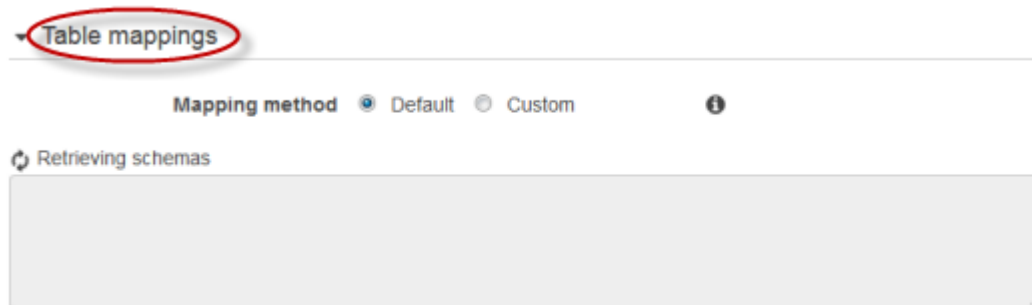 Table mappings
Mapping method Default Custom
Retrieving schemas